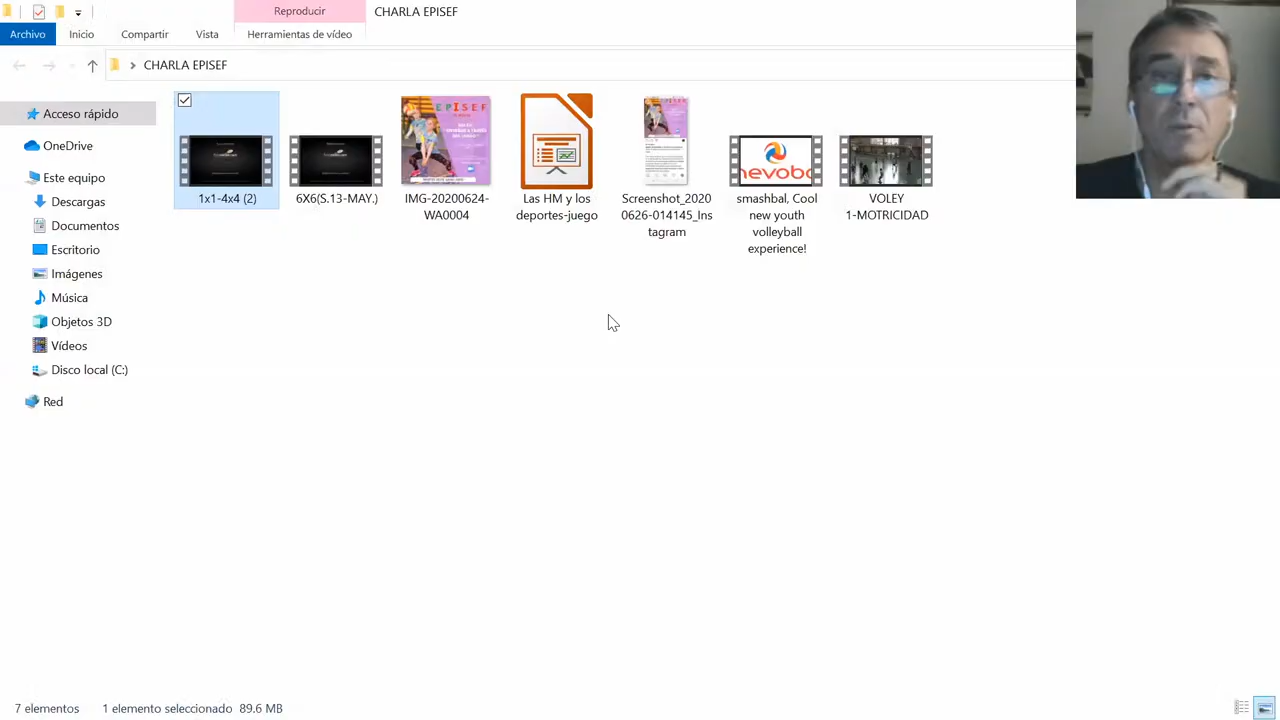 Reproducir
CHARLA EPISEF
Archivo
Inicio
Compartir
Vista
Herramientas de vídeo
CHARLA EPISEF
Acceso rápido
OneDrive
Este equipo
Descargas
Documentos
Escritorio
Imágenes
Música
Objetos 3D
Vídeos
Disco local (C:)
Red
1x1-4x4 (2)
6X6(S.13-MAY.)
EPISEF
IMG-20200624-
WA0004
Las HM y los
deportes-juego
Screenshot_2020
0626-014145_Ins
tagram
nevobo
smashbal, Cool
new youth
volleyball
experience!
VOLEY
1-MOTRICIDAD
7 elementos
1 elemento seleccionado 89.6 MB